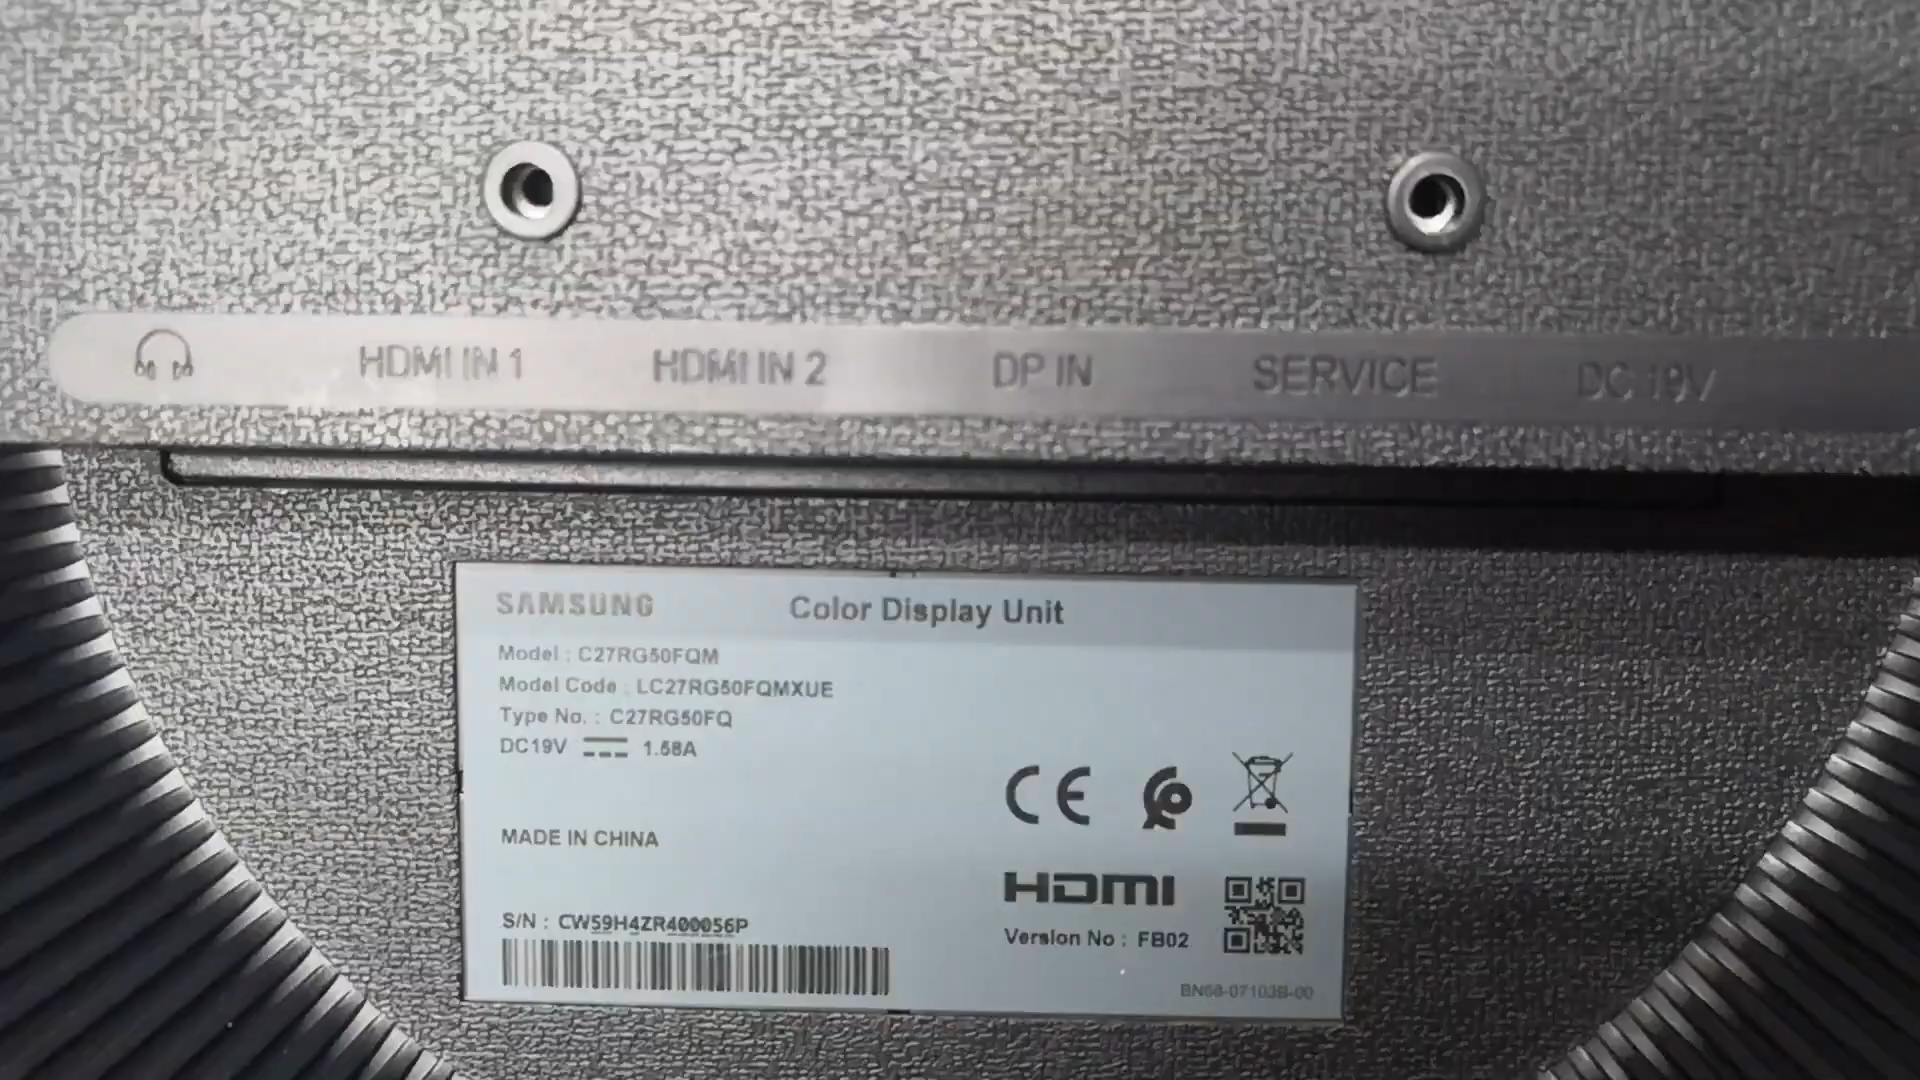 HDMI IN 1 HDMI IN 2 DP IN SERVICE DC 19V
SAMSUNG Color Display Unit
Model : C27RG50FQM
Model Code : LC27RG50FQMXUE
Type No. : C27RG50FQ
DC19V 1.58A
CE
MADE IN CHINA
HDMI
S/N : CW59H4ZR400056P
Version No : FB02
BN68-07103B-00